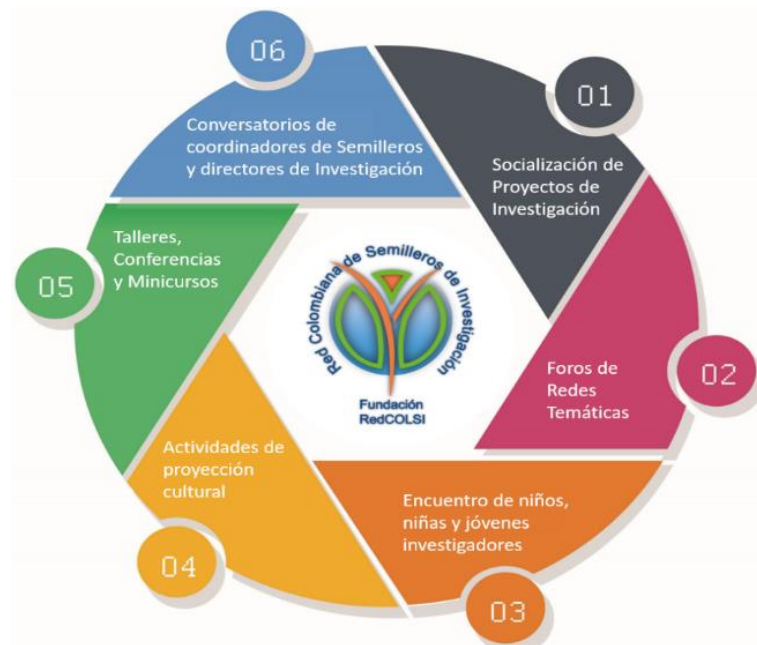 01
Socialización de
Proyectos de
Investigación
02
Foros de
Redes
Temáticas
03
Encuentro de niños,
niñas y jóvenes
investigadores
04
Actividades de
proyección
cultural
05
Talleres,
Conferencias
y Minicursos
06
Conversatorios de
coordinadores de Semilleros
y directores de Investigación
Red Colombiana de Semilleros de Investigación
Fundación
RedCOLSI